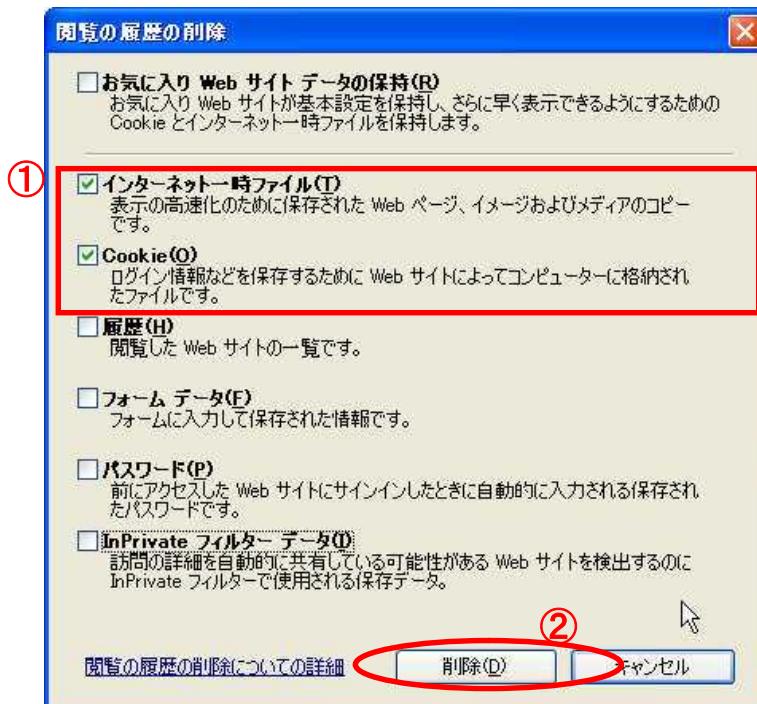 閲覧の履歴の削除
お気に入り Web サイト データの保持(R)
お気に入り Web サイトが基本設定を保持し、さらに早く表示できるようにするための
Cookie とインターネット一時ファイルを保持します。
①
インターネット一時ファイル(T)
表示の高速化のために保存された Web ページ、イメージおよびメディアのコピー
です。
Cookie(O)
ログイン情報などを保存するために Web サイトによってコンピューターに格納され
たファイルです。
履歴(H)
閲覧した Web サイトの一覧です。
フォーム データ(F)
フォームに入力して保存された情報です。
パスワード(P)
前にアクセスした Web サイトにサインインしたときに自動的に入力される保存され
たパスワードです。
InPrivate フィルター データ(I)
訪問の詳細を自動的に共有している可能性がある Web サイトを検出するのに
InPrivate フィルターで使用される保存データ。
②
閲覧の履歴の削除についての詳細
削除(D)
キャンセル